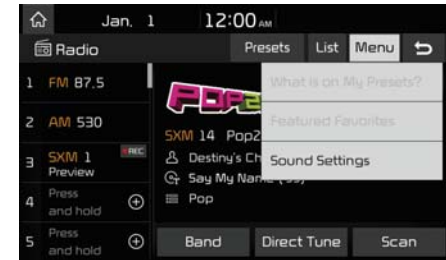 Jan. 1 12:00 AM
Radio Presets List Menu
1 FM 87.5
2 AM 530
3 SXM 1 REC
Preview
4 Press
and hold
5 Press
and hold
POP2
SXM 14 Pop2
Destiny's Ch
Say My Name (99)
Pop
What is on My Presets?
Featured Favorites
Sound Settings
Band Direct Tune Scan